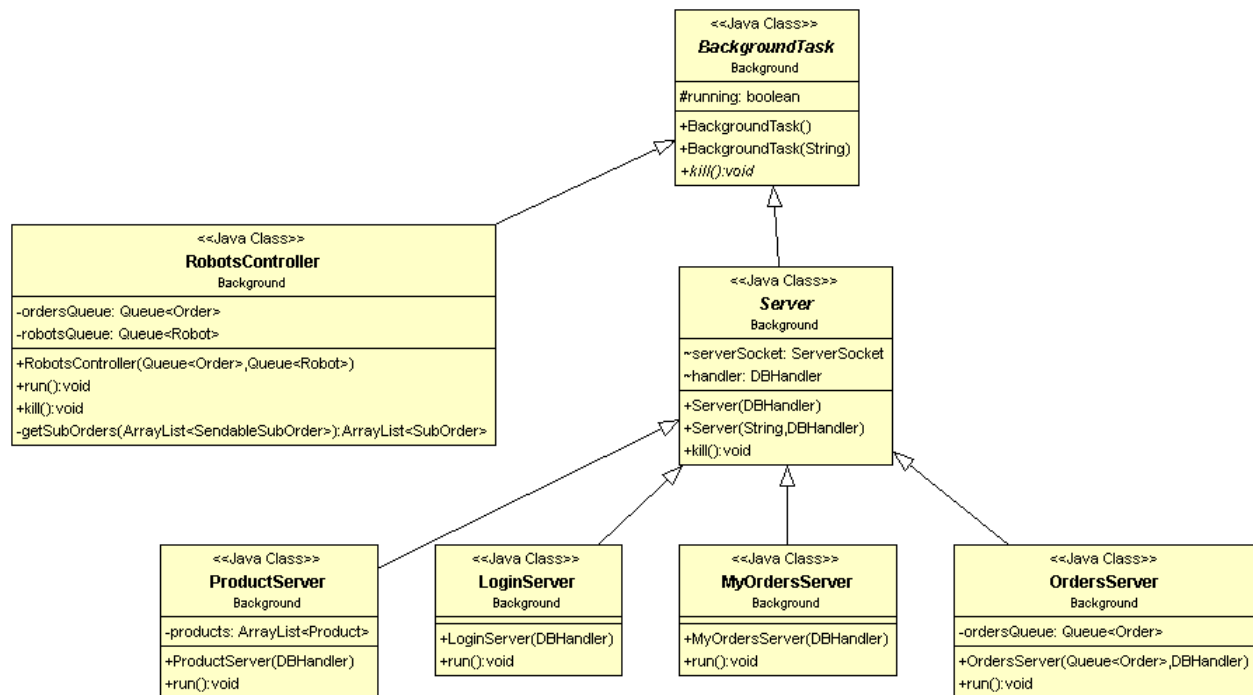 <<Java Class>>
BackgroundTask
Background
#running: boolean
+BackgroundTask()
+BackgroundTask(String)
+kill():void
<<Java Class>>
RobotsController
Background
-ordersQueue: Queue<Order>
-robotsQueue: Queue<Robot>
+RobotsController(Queue<Order>,Queue<Robot>)
+run():void
+kill():void
-getSubOrders(ArrayList<SendableSubOrder>):ArrayList<SubOrder>
<<Java Class>>
Server
Background
~serverSocket: ServerSocket
~handler: DBHandler
+Server(DBHandler)
+Server(String,DBHandler)
+kill():void
<<Java Class>>
ProductServer
Background
-products: ArrayList<Product>
+ProductServer(DBHandler)
+run():void
<<Java Class>>
LoginServer
Background
+LoginServer(DBHandler)
+run():void
<<Java Class>>
MyOrdersServer
Background
+MyOrdersServer(DBHandler)
+run():void
<<Java Class>>
OrdersServer
Background
-ordersQueue: Queue<Order>
+OrdersServer(Queue<Order>,DBHandler)
+run():void